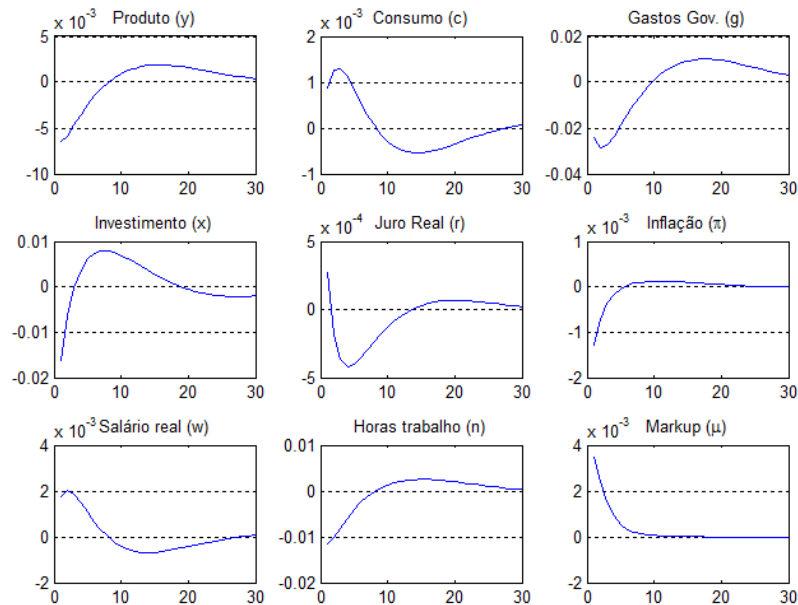 x 10⁻³ Produto (y)
5
0
-5
-10
0 10 20 30
x 10⁻³ Consumo (c)
2
1
0
-1
0 10 20 30
Gastos Gov. (g)
0.02
0
-0.02
-0.04
0 10 20 30
Investimento (x)
0.01
0
-0.01
-0.02
0 10 20 30
x 10⁻⁴ Juro Real (r)
5
0
-5
0 10 20 30
x 10⁻³ Inflação (π)
1
0
-1
-2
0 10 20 30
x 10⁻³ Salário real (w)
4
2
0
-2
0 10 20 30
Horas trabalho (n)
0.01
0
-0.01
-0.02
0 10 20 30
x 10⁻³ Markup (μ)
4
2
0
-2
0 10 20 30